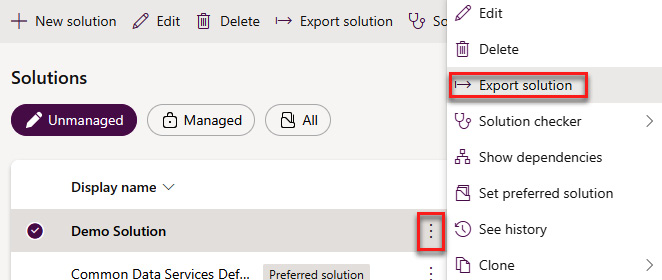 New solution Edit Delete Export solution So
Solutions
Unmanaged Managed All
Display name
Demo Solution
Common Data Services Def... Preferred solution
Edit
Delete
Export solution
Solution checker
Show dependencies
Set preferred solution
See history
Clone